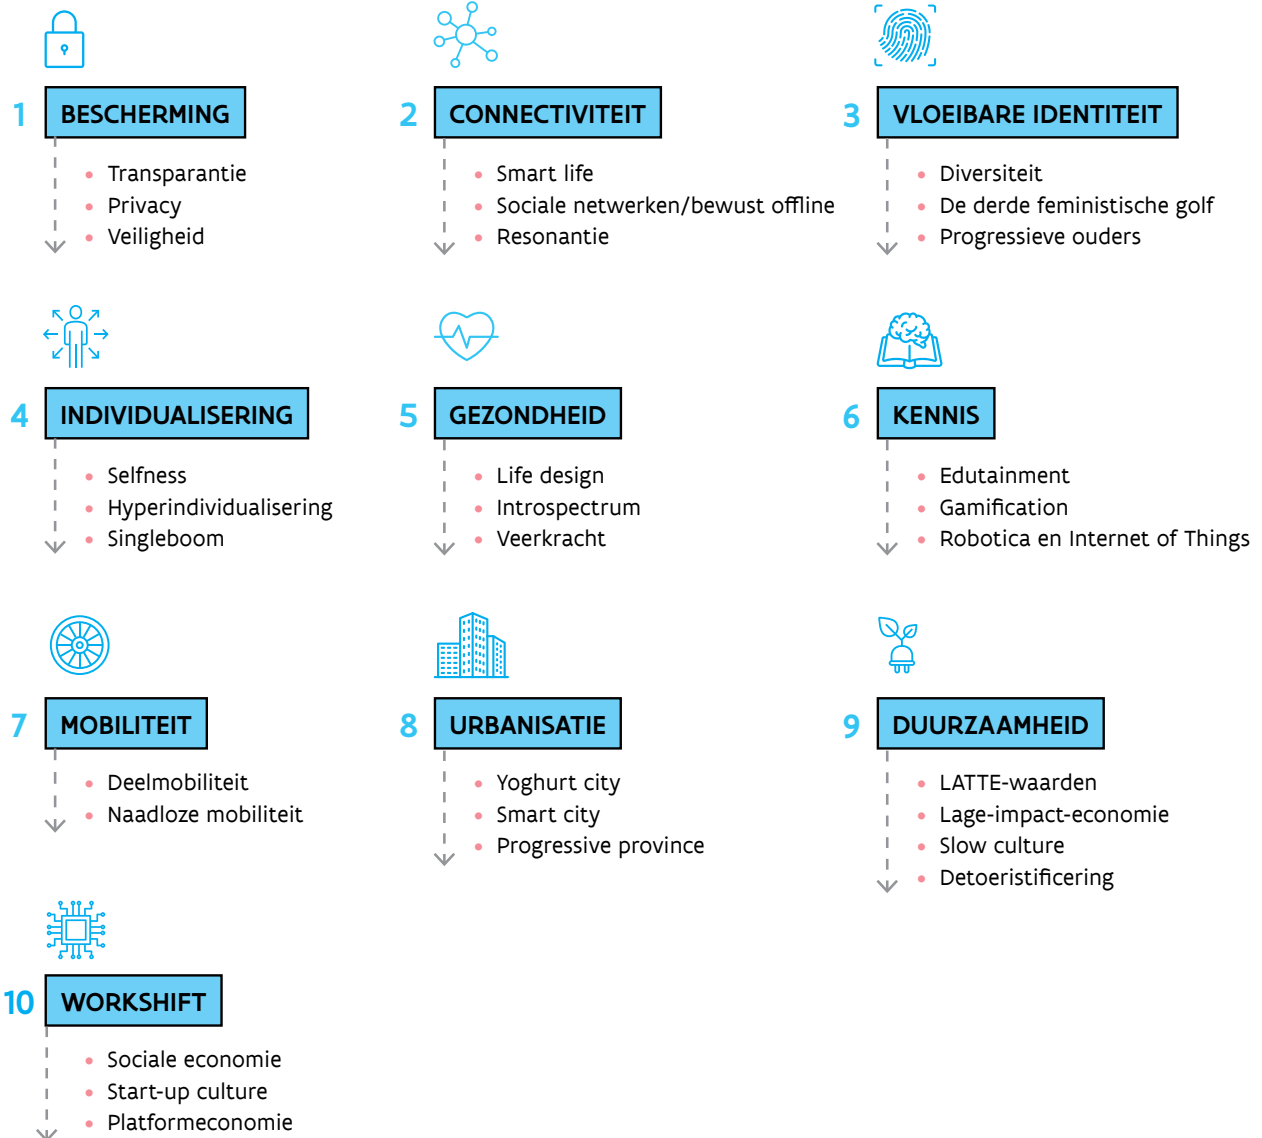 1 BESCHERMING
Transparantie
Privacy
Veiligheid
2 CONNECTIVITEIT
Smart life
Sociale netwerken/bewust offline
Resonantie
3 VLOEIBARE IDENTITEIT
Diversiteit
De derde feministische golf
Progressieve ouders
4 INDIVIDUALISERING
Selfness
Hyperindividualisering
Singleboom
5 GEZONDHEID
Life design
Introspectrum
Veerkracht
6 KENNIS
Edutainment
Gamification
Robotica en Internet of Things
7 MOBILITEIT
Deelmobiliteit
Naadloze mobiliteit
8 URBANISATIE
Yoghurt city
Smart city
Progressive province
9 DUURZAAMHEID
LATTE-waarden
Lage-impact-economie
Slow culture
Detoeristificering
10 WORKSHIFT
Sociale economie
Start-up culture
Platformeconomie